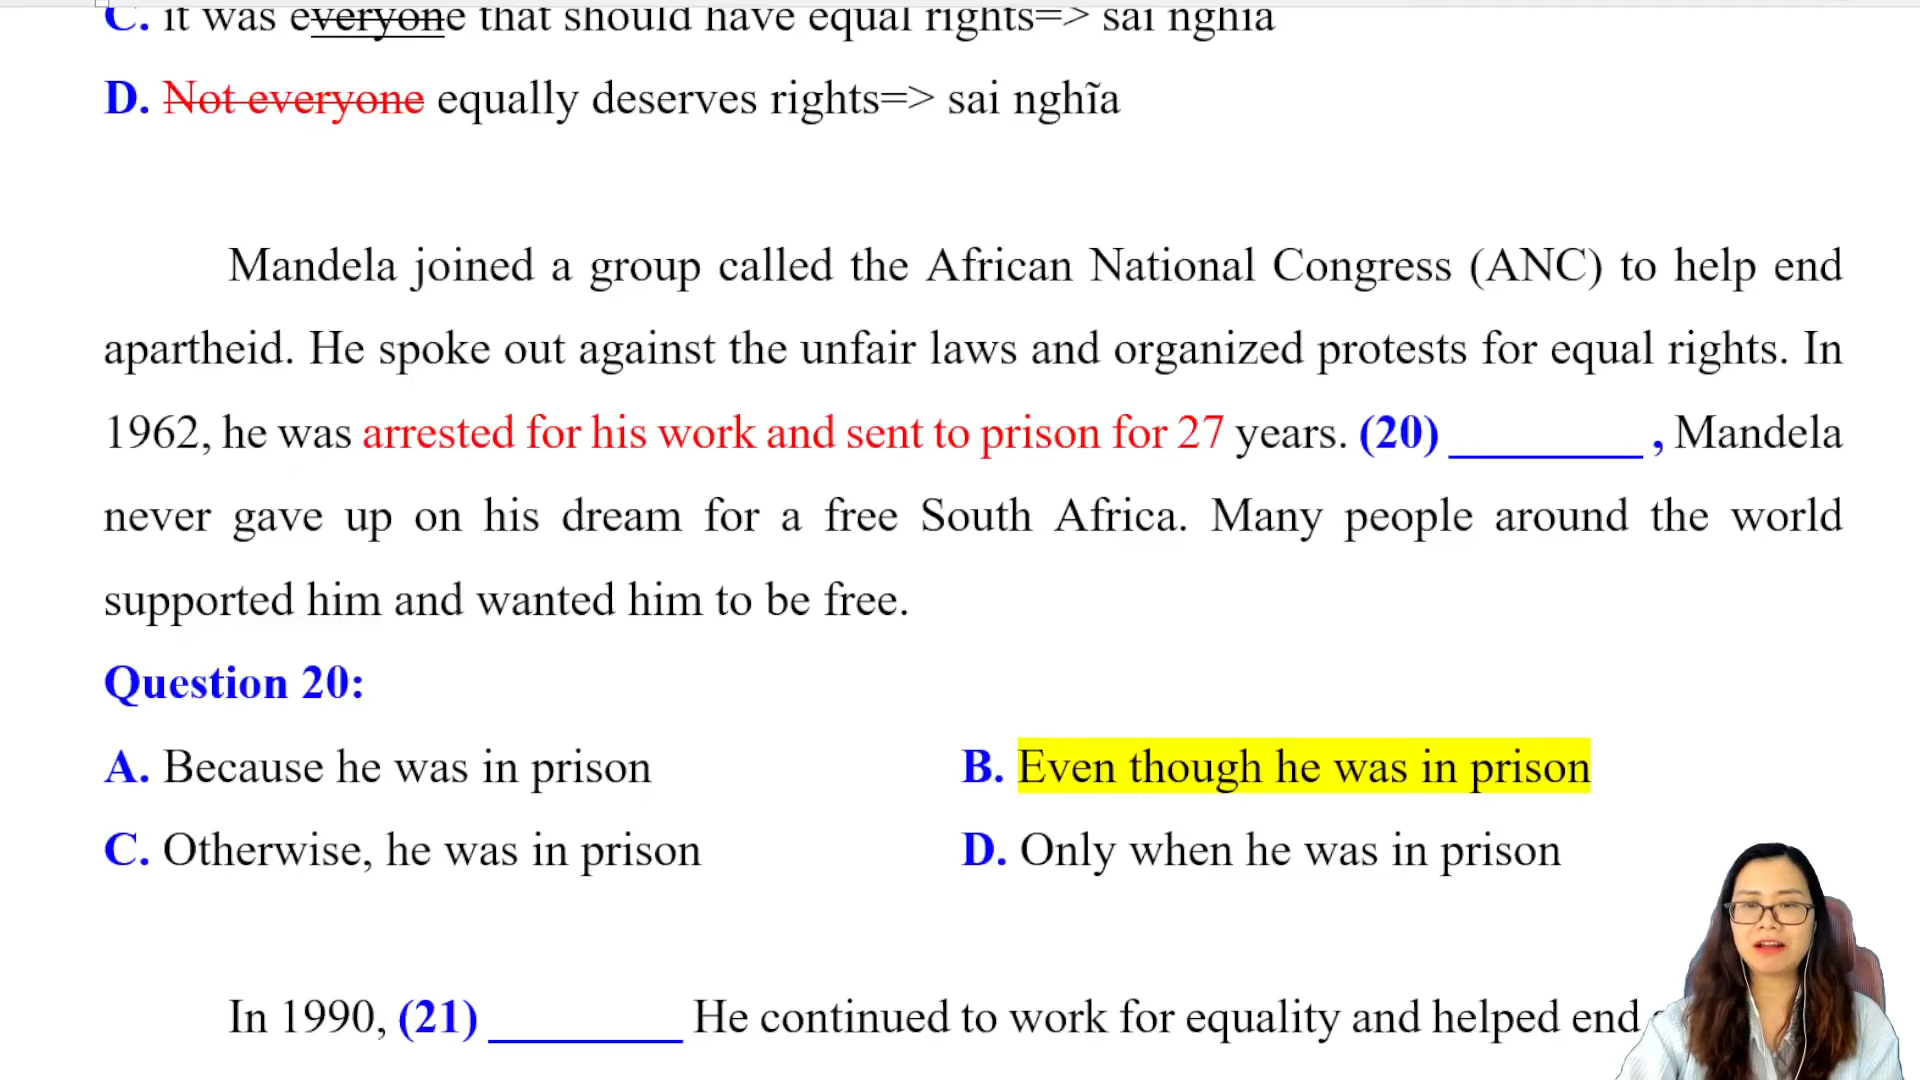 C. it was everyone that should have equal rights=> sai nghĩa
D. Not everyone equally deserves rights=> sai nghĩa
Mandela joined a group called the African National Congress (ANC) to help end
apartheid. He spoke out against the unfair laws and organized protests for equal rights. In
1962, he was arrested for his work and sent to prison for 27 years. (20) ________, Mandela
never gave up on his dream for a free South Africa. Many people around the world
supported him and wanted him to be free.
Question 20:
A. Because he was in prison B. Even though he was in prison
C. Otherwise, he was in prison D. Only when he was in prison
In 1990, (21) ________ He continued to work for equality and helped end